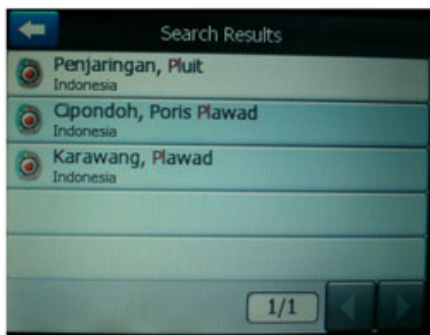 Search Results
Penjaringan, Pluit
Indonesia
Cipondoh, Poris Plawad
Indonesia
Karawang, Plawad
Indonesia
1/1